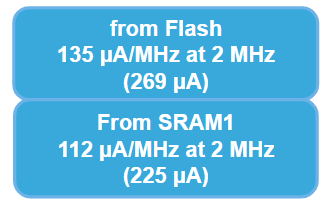 from Flash
135 µA/MHz at 2 MHz
(269 µA)
From SRAM1
112 µA/MHz at 2 MHz
(225 µA)